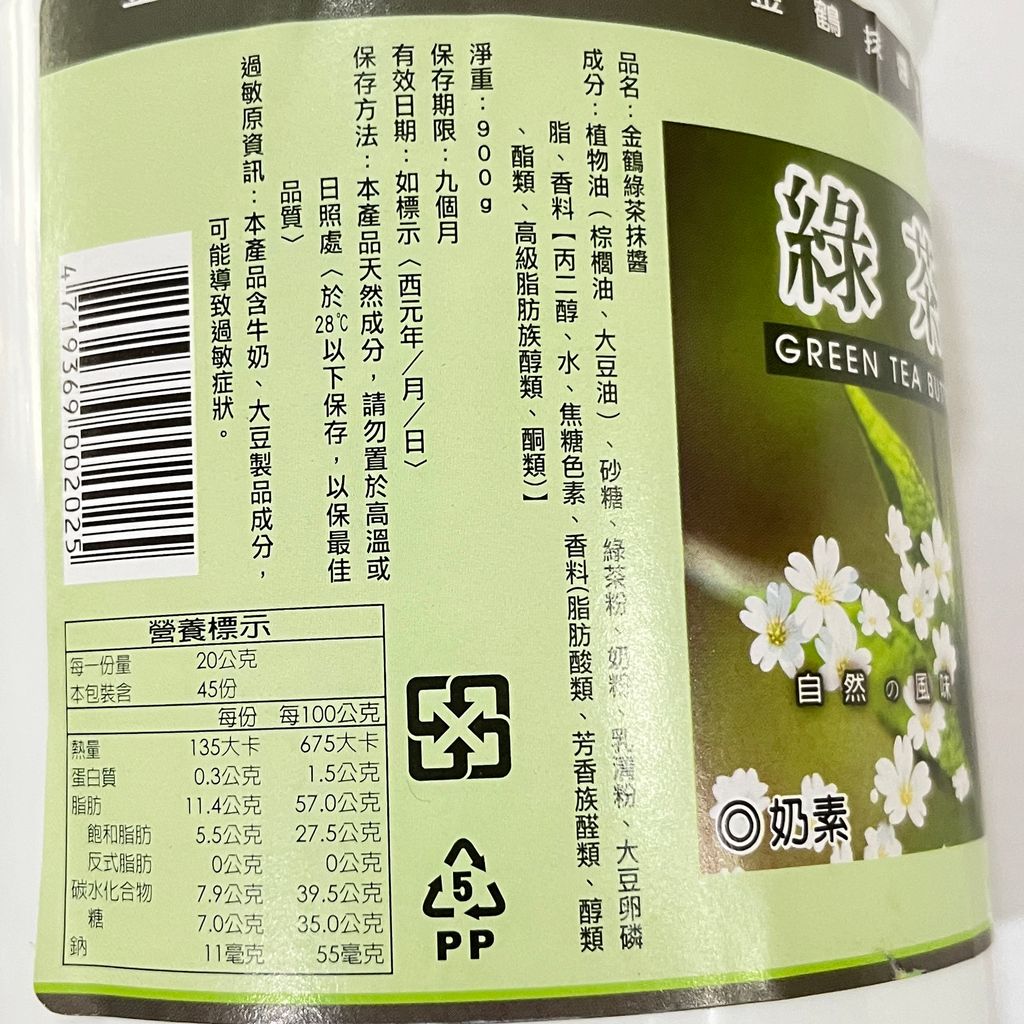 金鶴抹
綠茶
GREEN TEA BU
自然の風味
◎奶素
品名：金鶴綠茶抹醬
成分：植物油（棕櫚油、大豆油）、砂糖、綠茶粉、奶粉、乳清粉、大豆卵磷
脂、香料【丙二醇、水、焦糖色素、香料(脂肪酸類、芳香族醛類、醇類
、酯類、高級脂肪族醇類、酮類)】
淨重：900g
保存期限：九個月
有效日期：如標示〈西元年／月／日〉
保存方法：本產品天然成分，請勿置於高溫或
日照處〈於28℃以下保存，以保最佳
品質〉
過敏原資訊：本產品含牛奶、大豆製品成分，
可能導致過敏症狀。
4 719369 002025
營養標示
每一份量 20公克
本包裝含 45份
每份 每100公克
熱量 135大卡 675大卡
蛋白質 0.3公克 1.5公克
脂肪 11.4公克 57.0公克
飽和脂肪 5.5公克 27.5公克
反式脂肪 0公克 0公克
碳水化合物 7.9公克 39.5公克
糖 7.0公克 35.0公克
鈉 11毫克 55毫克
5
PP